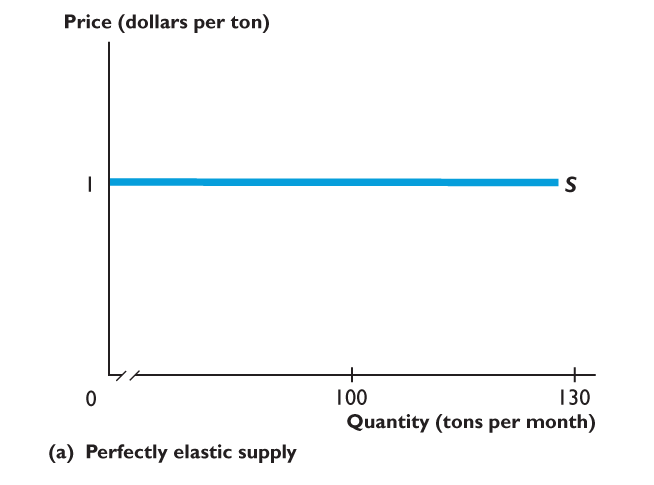 Price (dollars per ton)
1 S
0 100 130
Quantity (tons per month)
(a) Perfectly elastic supply